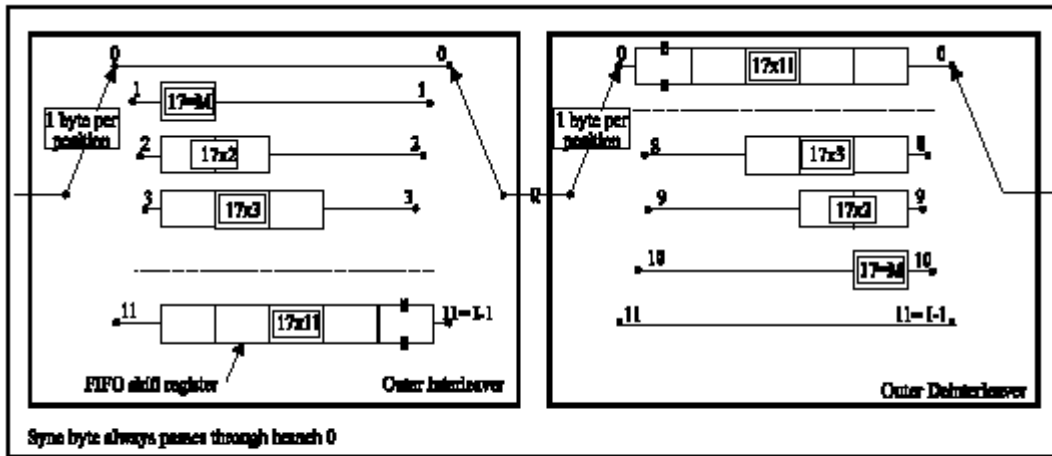 0 0
1 17=M 1
1 byte per
position
2 17x2 2
3 17x3 3
11 17x11 11=I-1
FIFO shift register
Outer Interleaver
0 17x11 0
1 byte per
position
8 17x3 8
9 17x2 9
10 17=M 10
11 11=I-1
Outer Deinterleaver
Sync byte always passes through branch 0